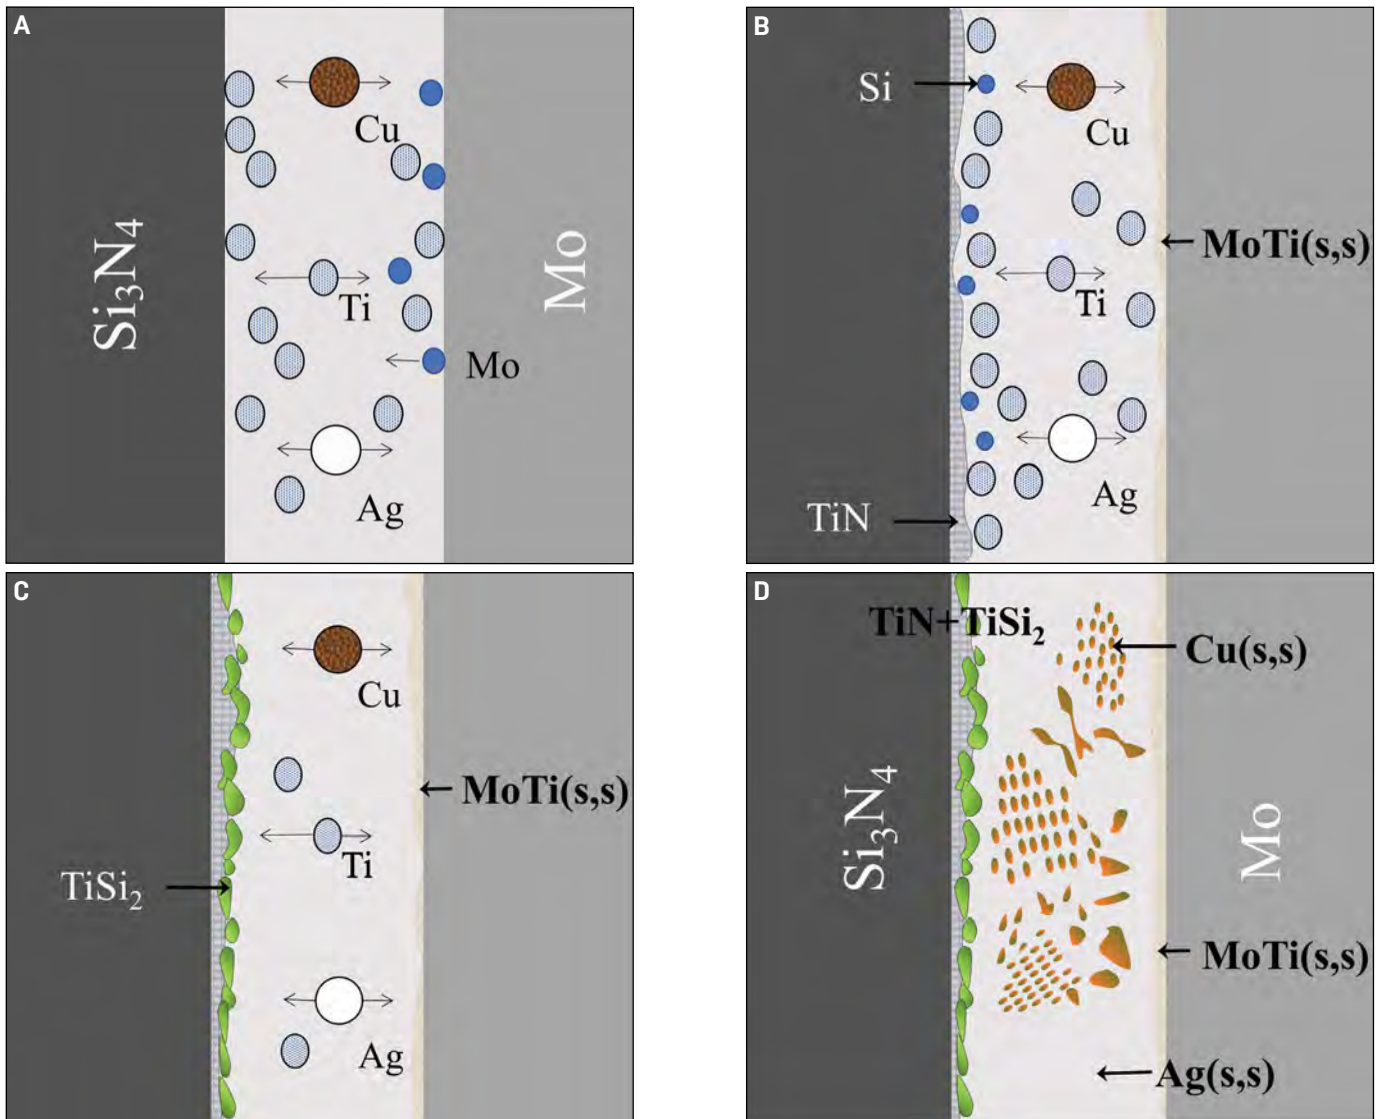 A
Cu
Si₃N₄
Ti
Mo
Mo
Ag
B
Si
Cu
MoTi(s,s)
Ti
TiN
Ag
C
Cu
MoTi(s,s)
Ti
TiSi₂
Ag
D
TiN+TiSi₂
Cu(s,s)
Si₃N₄
Mo
MoTi(s,s)
Ag(s,s)